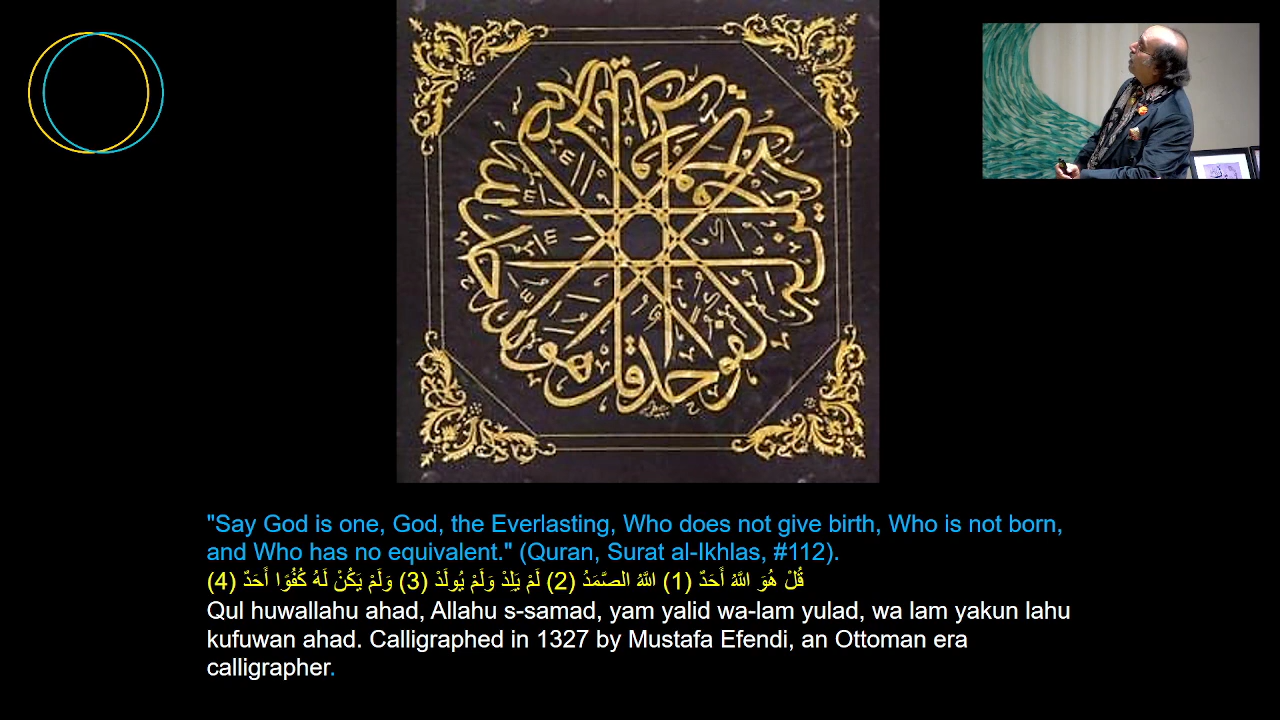 "Say God is one, God, the Everlasting, Who does not give birth, Who is not born,
and Who has no equivalent." (Quran, Surat al-Ikhlas, #112).
قُلْ هُوَ اللَّهُ أَحَدٌ (1) اللَّهُ الصَّمَدُ (2) لَمْ يَلِدْ وَلَمْ يُولَدْ (3) وَلَمْ يَكُنْ لَهُ كُفُوًا أَحَدٌ (4)
Qul huwallahu ahad, Allahu s-samad, yam yalid wa-lam yulad, wa lam yakun lahu
kufuwan ahad. Calligraphed in 1327 by Mustafa Efendi, an Ottoman era
calligrapher.